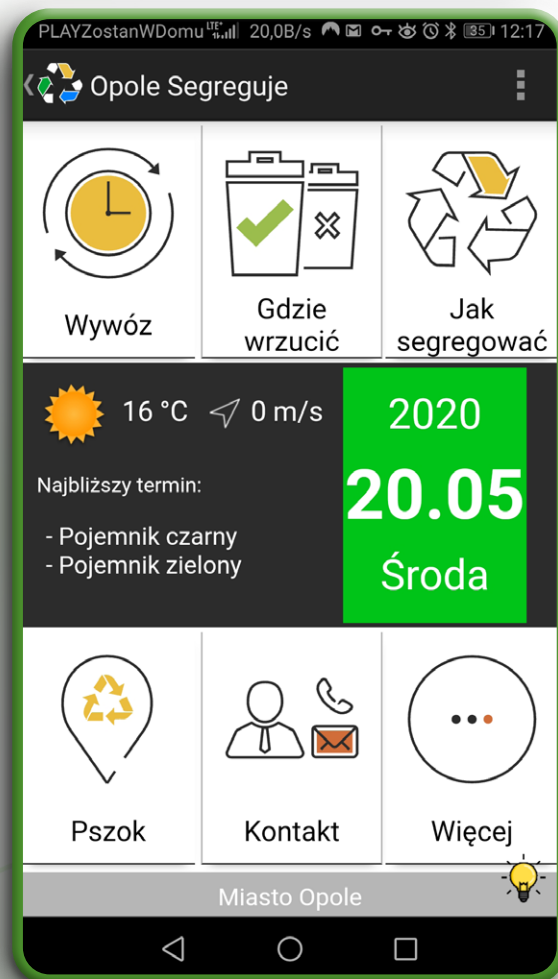 PLAYZostanWDomu LTE+ 20,0B/s 35 12:17
Opole Segreguje
Wywóz
Gdzie
wrzucić
Jak
segregować
16 °C 0 m/s
Najbliższy termin:
- Pojemnik czarny
- Pojemnik zielony
2020
20.05
Środa
Pszok
Kontakt
Więcej
Miasto Opole